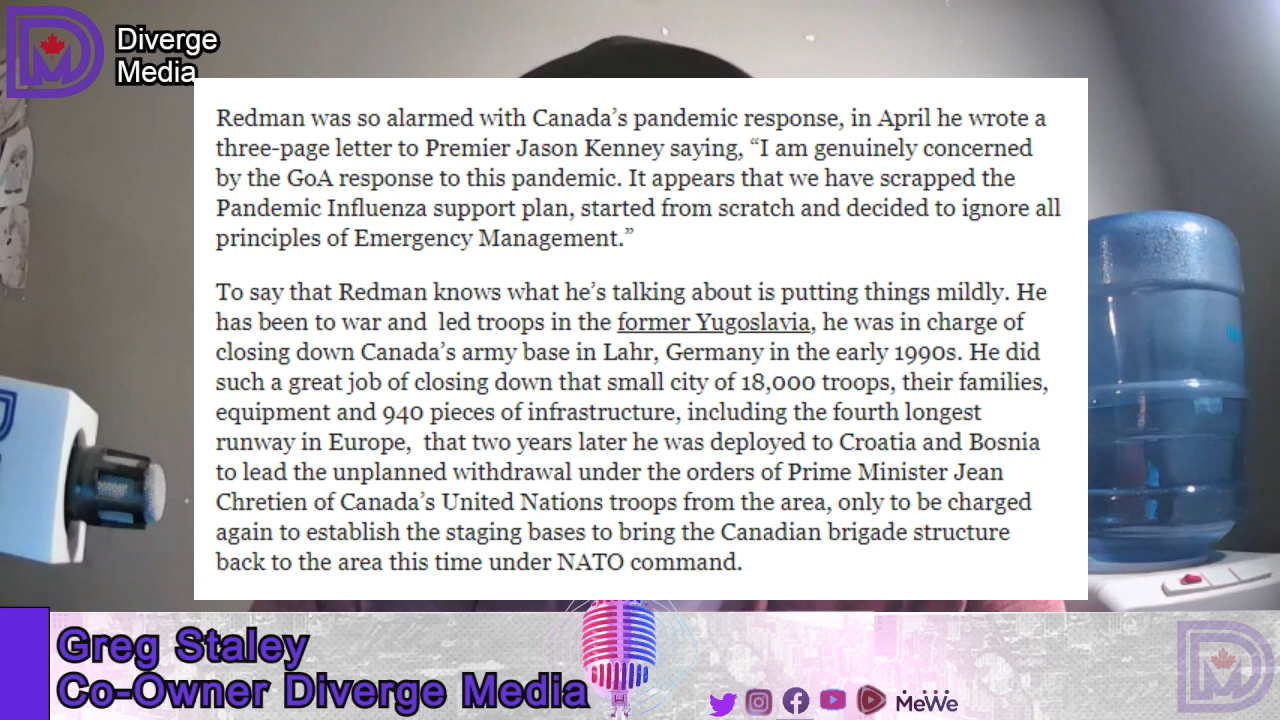 Diverge
Media
Redman was so alarmed with Canada’s pandemic response, in April he wrote a
three-page letter to Premier Jason Kenney saying, “I am genuinely concerned
by the GoA response to this pandemic. It appears that we have scrapped the
Pandemic Influenza support plan, started from scratch and decided to ignore all
principles of Emergency Management.”
To say that Redman knows what he’s talking about is putting things mildly. He
has been to war and  led troops in the former Yugoslavia, he was in charge of
closing down Canada’s army base in Lahr, Germany in the early 1990s. He did
such a great job of closing down that small city of 18,000 troops, their families,
equipment and 940 pieces of infrastructure, including the fourth longest
runway in Europe,  that two years later he was deployed to Croatia and Bosnia
to lead the unplanned withdrawal under the orders of Prime Minister Jean
Chretien of Canada’s United Nations troops from the area, only to be charged
again to establish the staging bases to bring the Canadian brigade structure
back to the area this time under NATO command.
Greg Staley
Co-Owner Diverge Media
MeWe